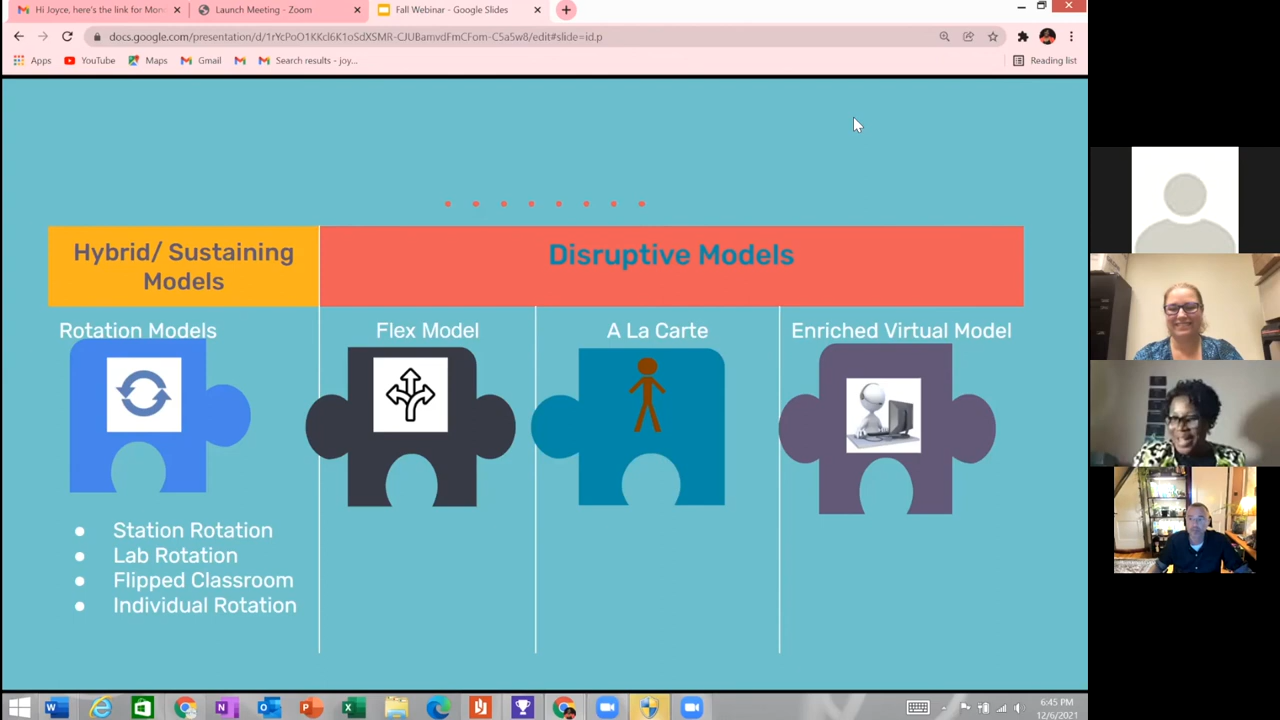 Hi Joyce, here's the link for Mon
Launch Meeting - Zoom
Fall Webinar - Google Slides
docs.google.com/presentation/d/1rYcPoO1KKcl6K1oSdXSMR-CJUBamvdFmCFom-C5a5w8/edit#slide=id.p
Apps
YouTube
Maps
Gmail
Search results - joy...
Reading list
Hybrid/ Sustaining
Models
Disruptive Models
Rotation Models
Flex Model
A La Carte
Enriched Virtual Model
● Station Rotation
● Lab Rotation
● Flipped Classroom
● Individual Rotation
6:45 PM
12/6/2021